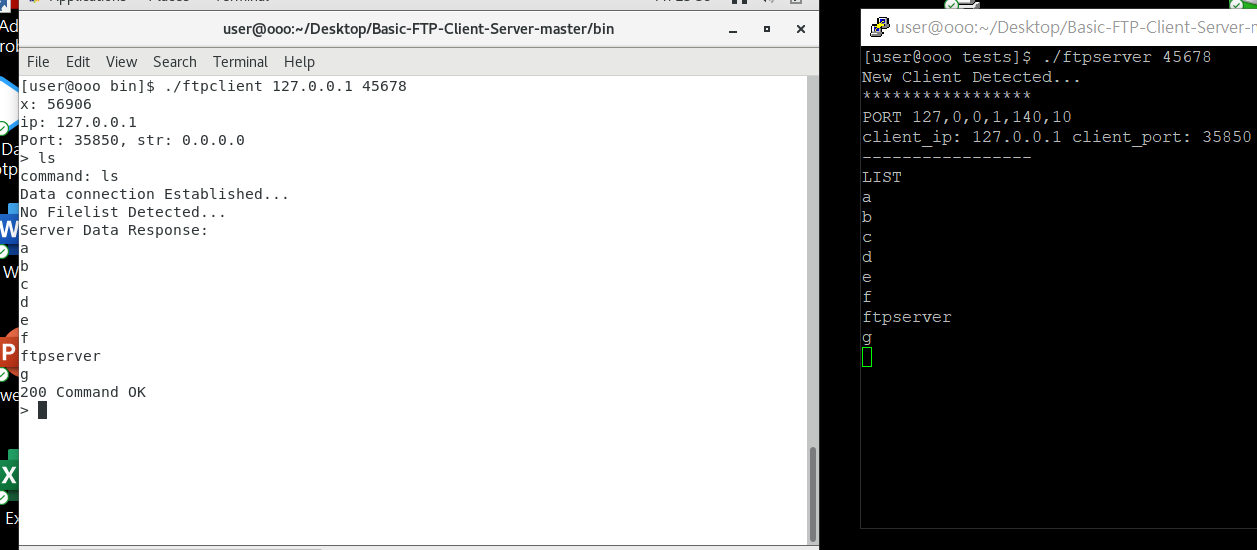 user@ooo:~/Desktop/Basic-FTP-Client-Server-master/bin
File Edit View Search Terminal Help
[user@ooo bin]$ ./ftpclient 127.0.0.1 45678
x: 56906
ip: 127.0.0.1
Port: 35850, str: 0.0.0.0
> ls
command: ls
Data connection Established...
No Filelist Detected...
Server Data Response:
a
b
c
d
e
f
ftpserver
g
200 Command OK
>
user@ooo:~/Desktop/Basic-FTP-Client-Server-m
[user@ooo tests]$ ./ftpserver 45678
New Client Detected...
*****************
PORT 127,0,0,1,140,10
client_ip: 127.0.0.1 client_port: 35850
-----------------
LIST
a
b
c
d
e
f
ftpserver
g